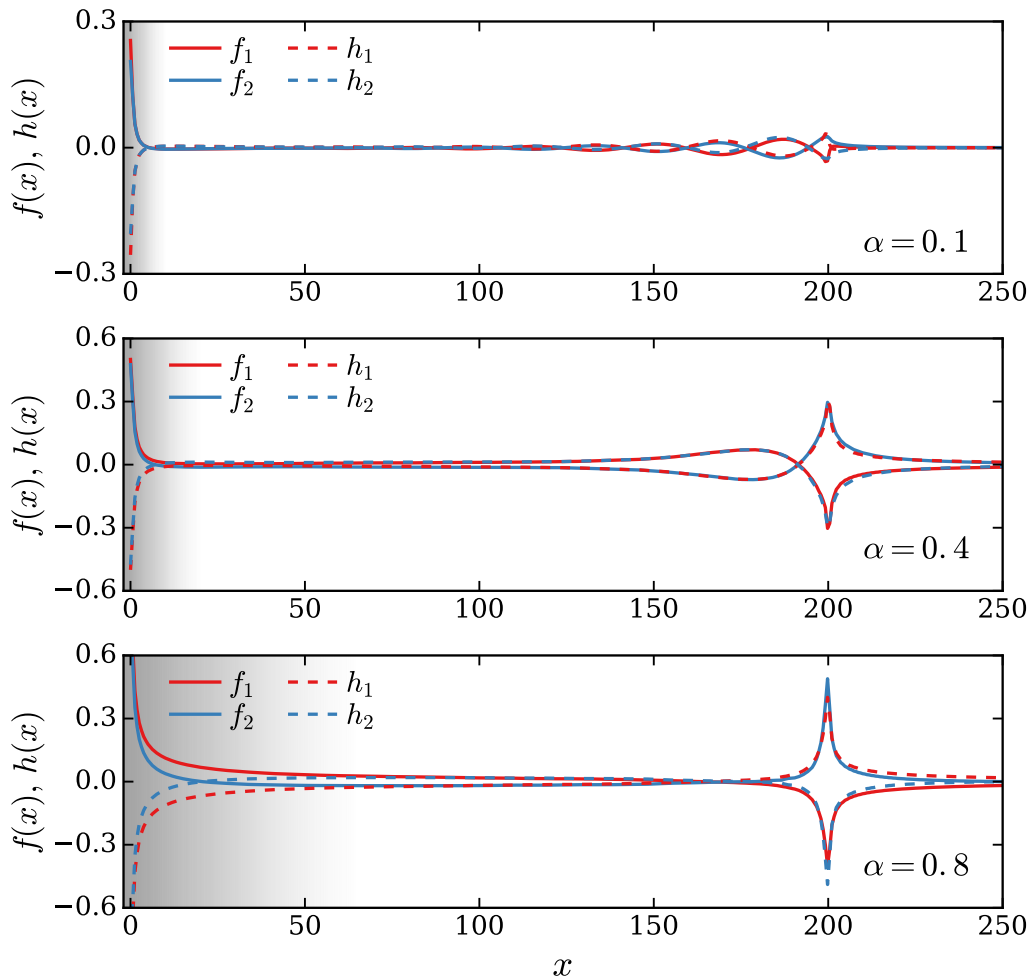 0.3
f₁ h₁
f₂ h₂
0.0
f(x), h(x)
α = 0.1
−0.3
0 50 100 150 200 250
0.6
f₁ h₁
f₂ h₂
0.3
0.0
f(x), h(x)
−0.3
α = 0.4
−0.6
0 50 100 150 200 250
0.6
f₁ h₁
f₂ h₂
0.3
0.0
f(x), h(x)
−0.3
α = 0.8
−0.6
0 50 100 150 200 250
x